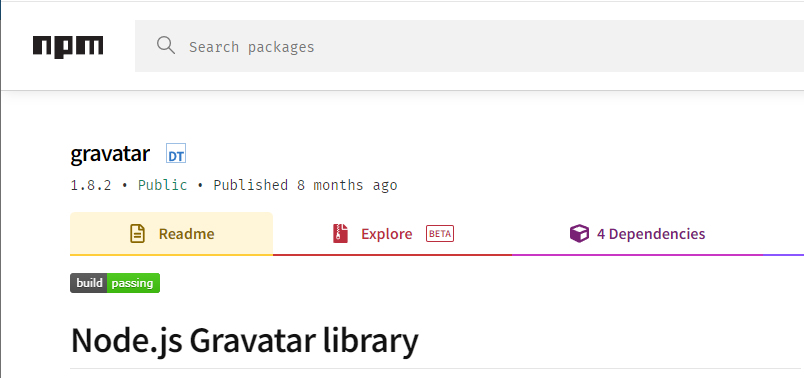 npm
Search packages
gravatar DT
1.8.2 • Public • Published 8 months ago
Readme Explore BETA 4 Dependencies
build passing
Node.js Gravatar library